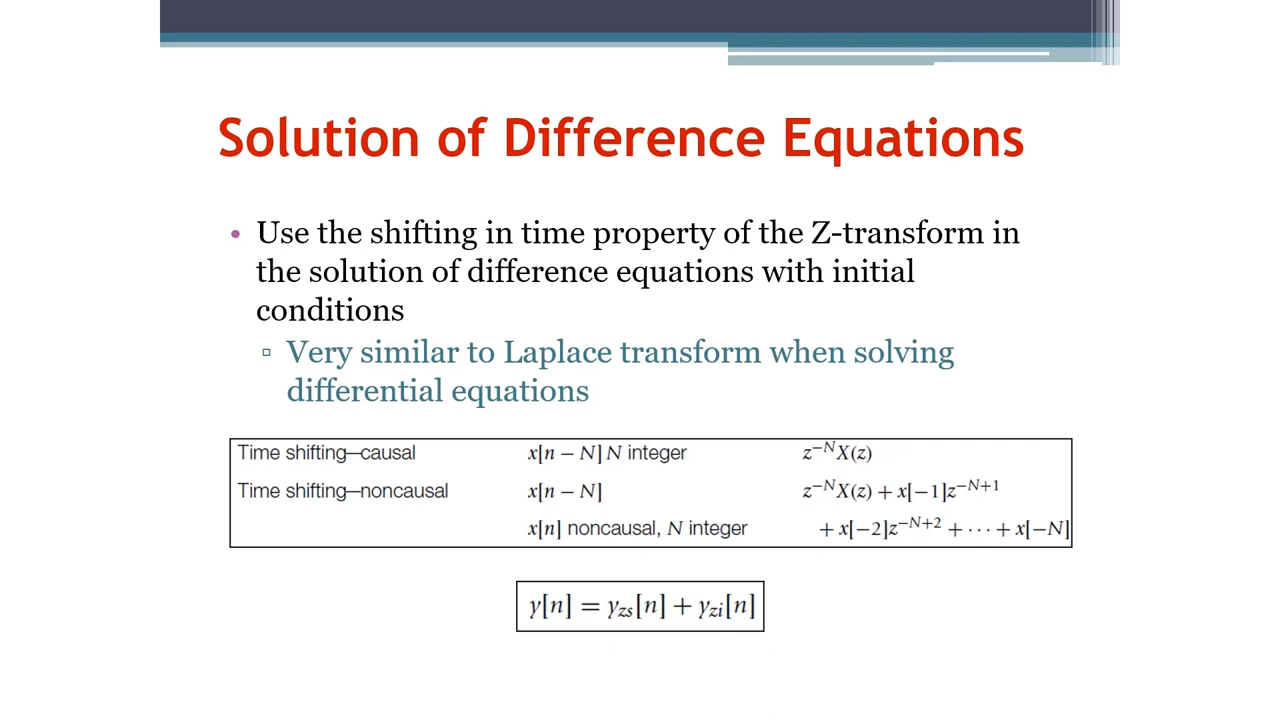 Solution of Difference Equations
• Use the shifting in time property of the Z-transform in
the solution of difference equations with initial
conditions
▫ Very similar to Laplace transform when solving
differential equations
Time shifting—causal x[n − N] N integer z^{−N}X(z)
Time shifting—noncausal x[n − N] z^{−N}X(z) + x[−1]z^{−N+1}
x[n] noncausal, N integer + x[−2]z^{−N+2} + ··· + x[−N]
y[n] = y_{zs}[n] + y_{zi}[n]